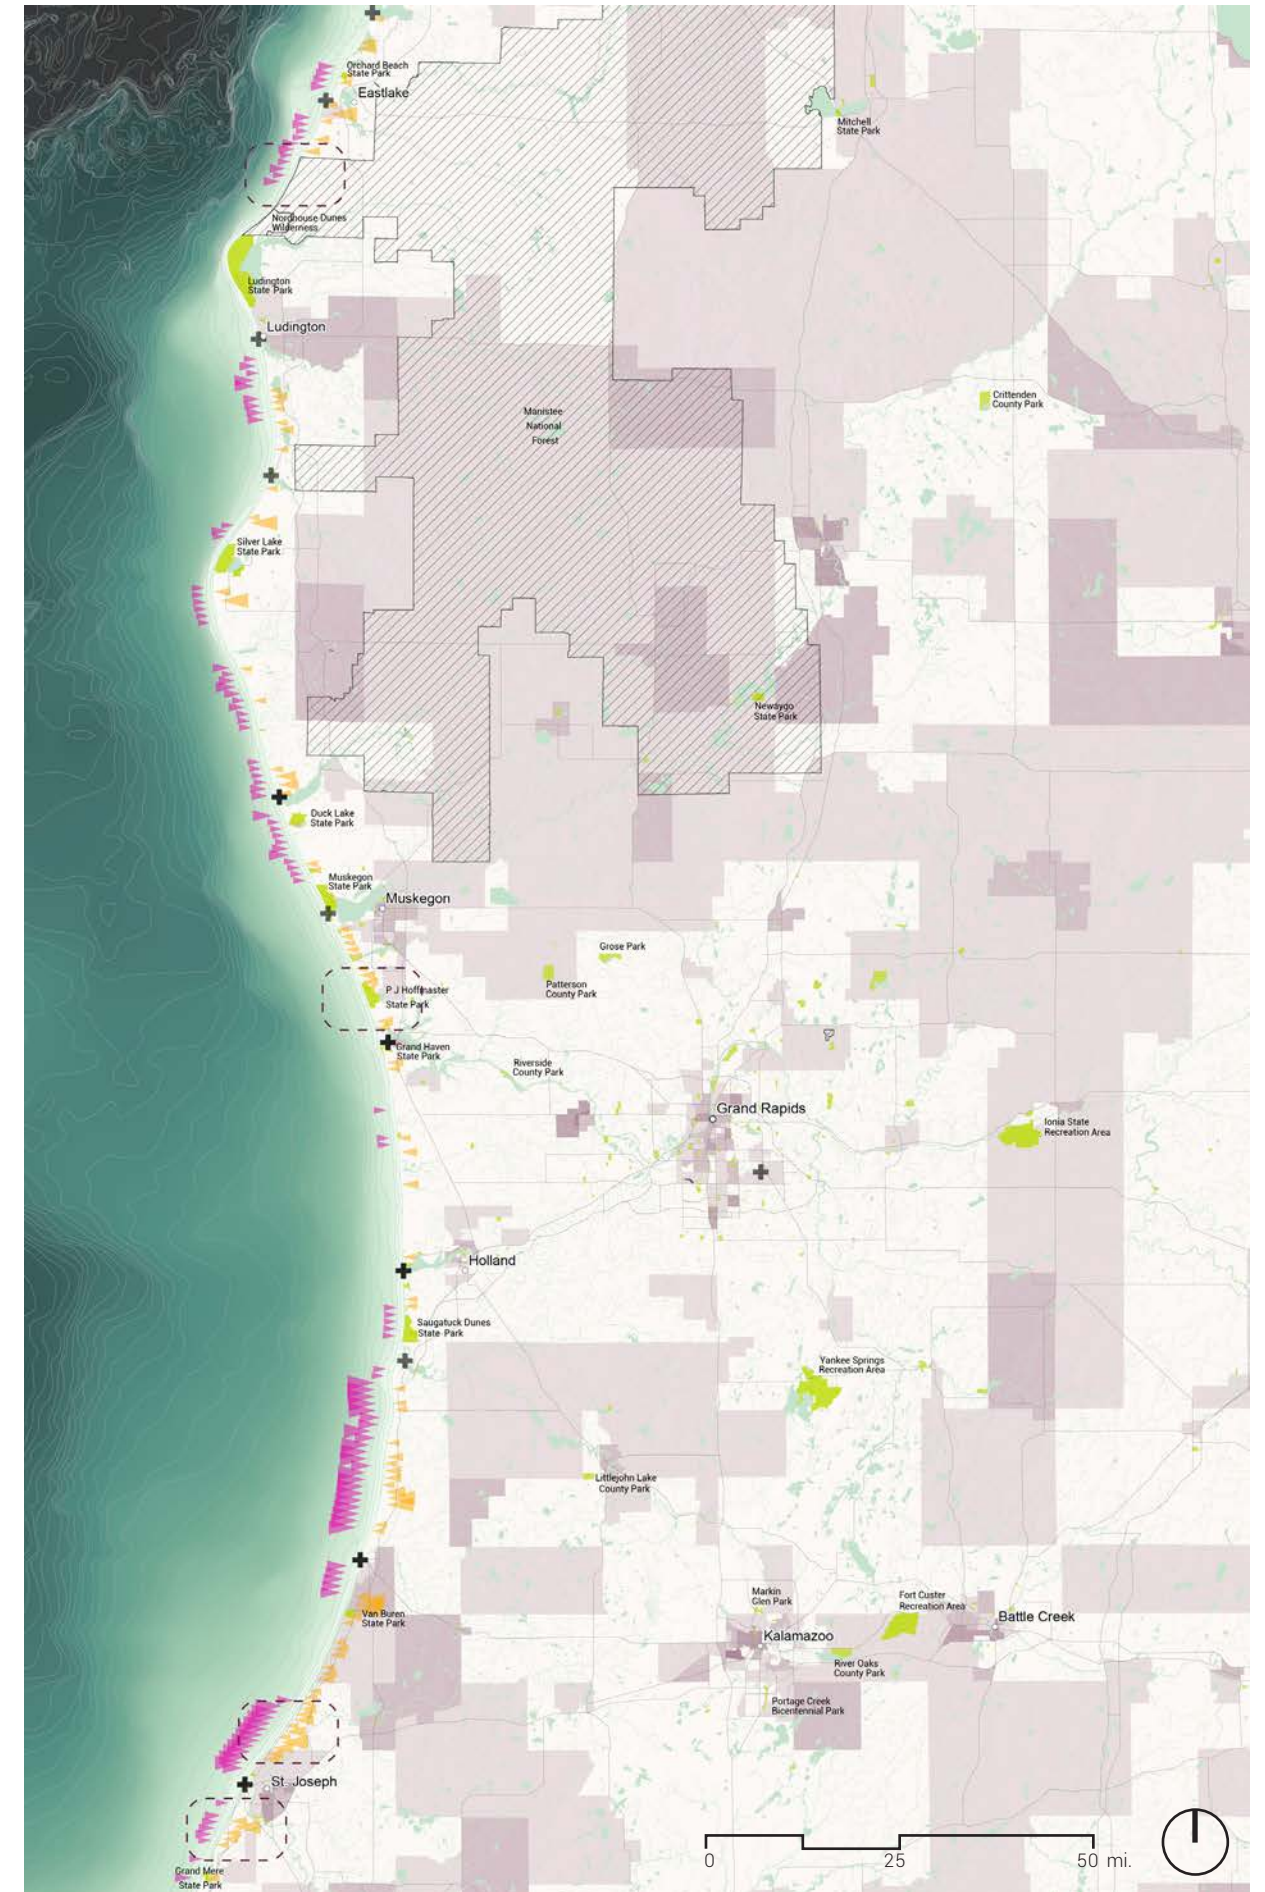 Orchard Beach
State Park
Eastlake
Mitchell
State Park
Nordhouse Dunes
Wilderness
Ludington
State Park
Ludington
Crittenden
County Park
Manistee
National
Forest
Silver Lake
State Park
Newaygo
State Park
Duck Lake
State Park
Muskegon
State Park
Muskegon
Grose Park
Patterson
County Park
P J Hoffmaster
State Park
Grand Haven
State Park
Riverside
County Park
Grand Rapids
Ionia State
Recreation Area
Holland
Saugatuck Dunes
State Park
Yankee Springs
Recreation Area
Littlejohn Lake
County Park
Markin
Glen Park
Fort Custer
Recreation Area
Van Buren
State Park
Battle Creek
Kalamazoo
River Oaks
County Park
Portage Creek
Bicentennial Park
St. Joseph
0 25 50 mi.
Grand Mere
State Park